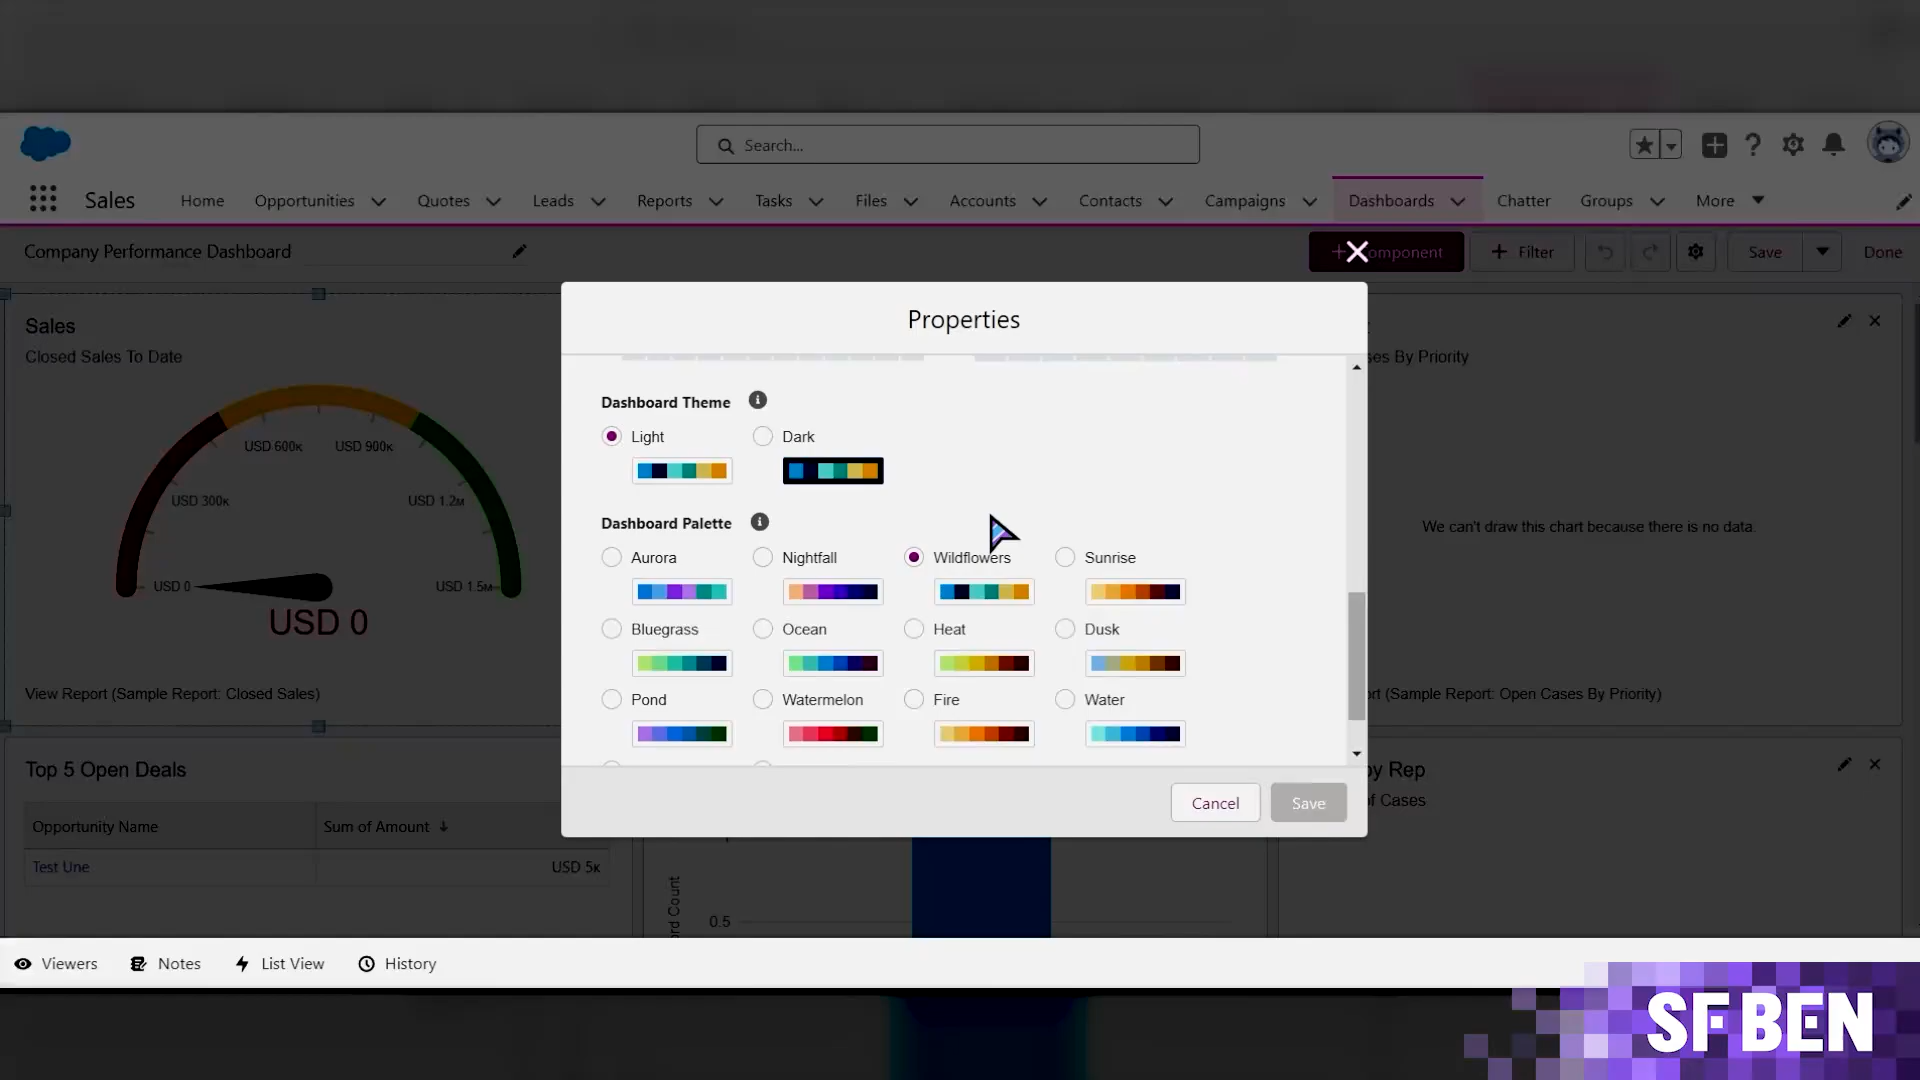 Search...
Sales
Home
Opportunities
Quotes
Leads
Reports
Tasks
Files
Accounts
Contacts
Campaigns
Dashboards
Chatter
Groups
More
Company Performance Dashboard
+ Filter
Save
Done
Properties
Sales
Closed Sales To Date
USD 600K
USD 900K
USD 300K
USD 1.2M
USD 0
USD 1.5M
USD 0
View Report (Sample Report: Closed Sales)
Dashboard Theme
Light
Dark
Dashboard Palette
Aurora
Nightfall
Wildflowers
Sunrise
Bluegrass
Ocean
Heat
Dusk
Pond
Watermelon
Fire
Water
Cancel
Save
By Priority
We can't draw this chart because there is no data.
(Sample Report: Open Cases By Priority)
Top 5 Open Deals
Opportunity Name
Sum of Amount
Test Une
USD 5K
Count
0.5
by Rep
of Cases
Viewers
Notes
List View
History
SF BEN